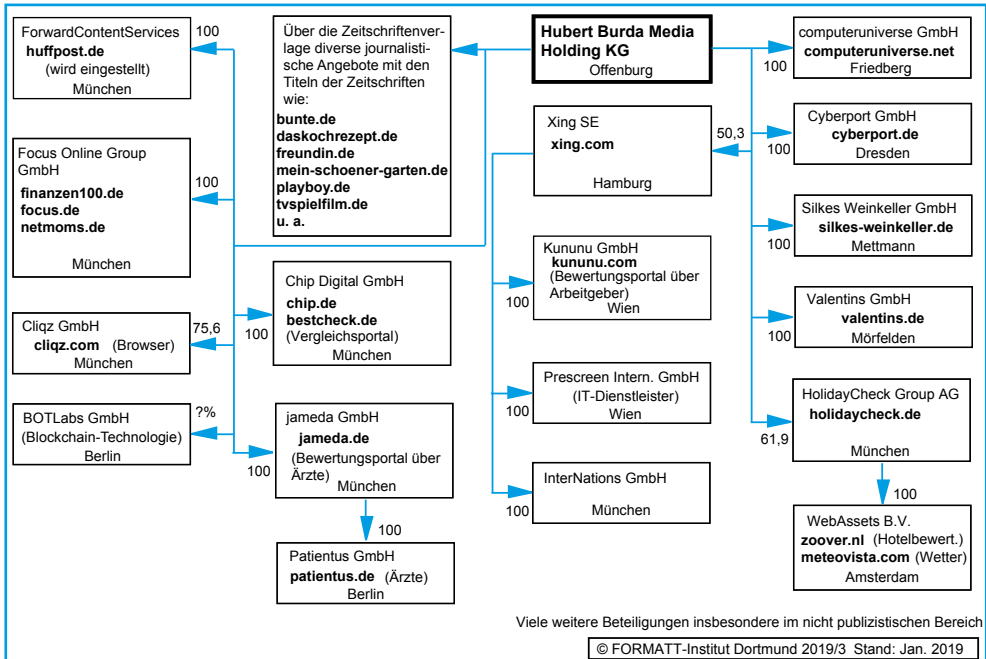 ForwardContentServices
huffpost.de
(wird eingestellt)
München
100
Über die Zeitschriftenver-
lage diverse journalisti-
sche Angebote mit den
Titeln der Zeitschriften
wie:
bunte.de
daskochrezept.de
freundin.de
mein-schoener-garten.de
playboy.de
tvspielfilm.de
u. a.
Hubert Burda Media
Holding KG
Offenburg
computeruniverse GmbH
computeruniverse.net
Friedberg
100
Focus Online Group
GmbH
finanzen100.de
focus.de
netmoms.de
München
100
Xing SE
xing.com
Hamburg
50,3
Cyberport GmbH
cyberport.de
Dresden
100
Silkes Weinkeller GmbH
silkes-weinkeller.de
Mettmann
100
Kununu GmbH
kununu.com
(Bewertungsportal über
Arbeitgeber)
Wien
100
Chip Digital GmbH
chip.de
bestcheck.de
(Vergleichsportal)
München
100
Cliqz GmbH
cliqz.com (Browser)
München
75,6
Valentins GmbH
valentins.de
Mörfelden
100
Prescreen Intern. GmbH
(IT-Dienstleister)
Wien
100
HolidayCheck Group AG
holidaycheck.de
München
61,9
BOTLabs GmbH
(Blockchain-Technologie)
Berlin
?%
jameda GmbH
jameda.de
(Bewertungsportal über
Ärzte)
München
100
InterNations GmbH
München
100
100
WebAssets B.V.
zoover.nl (Hotelbewert.)
meteovista.com (Wetter)
Amsterdam
100
Patientus GmbH
patientus.de (Ärzte)
Berlin
Viele weitere Beteiligungen insbesondere im nicht publizistischen Bereich
© FORMATT-Institut Dortmund 2019/3 Stand: Jan. 2019